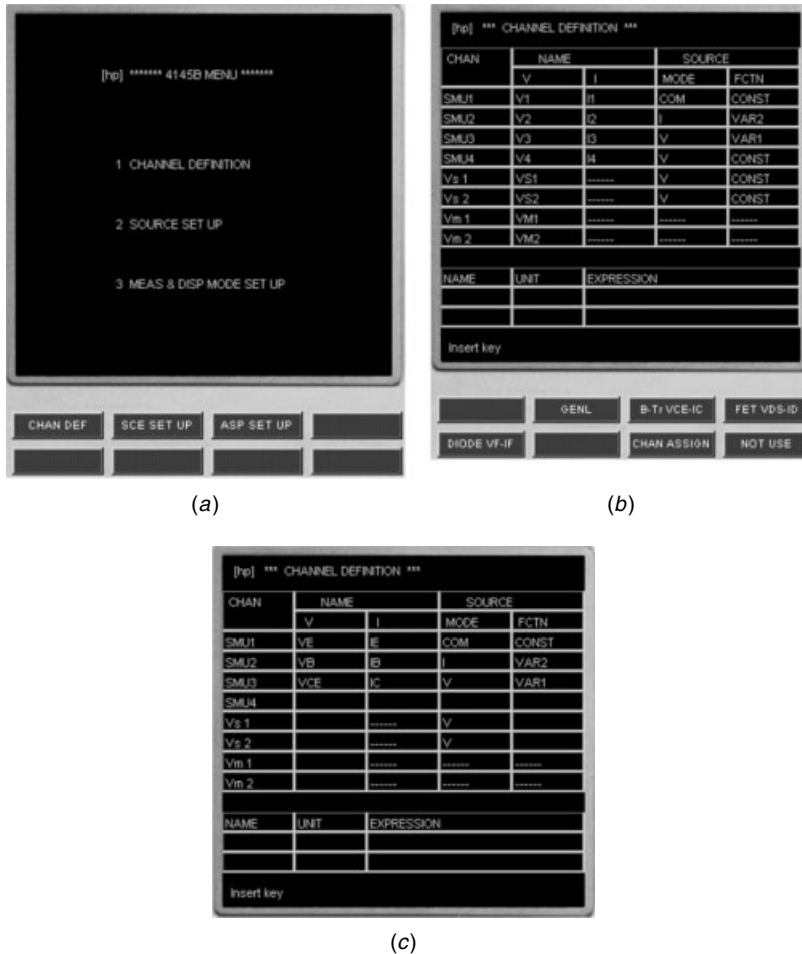 [hp] ******* 4145B MENU *******
1 CHANNEL DEFINITION
2 SOURCE SET UP
3 MEAS & DISP MODE SET UP
CHAN DEF SCE SET UP ASP SET UP
(a)
[hp] *** CHANNEL DEFINITION ***
CHAN NAME SOURCE
V I MODE FCTN
SMU1 V1 I1 COM CONST
SMU2 V2 I2 I VAR2
SMU3 V3 I3 V VAR1
SMU4 V4 I4 V CONST
Vs 1 VS1 ------ V CONST
Vs 2 VS2 ------ V CONST
Vm 1 VM1 ------ ------ ------
Vm 2 VM2 ------ ------ ------
NAME UNIT EXPRESSION
Insert key
GENL B-Tr VCE-IC FET VDS-ID
DIODE VF-IF CHAN ASSIGN NOT USE
(b)
[hp] *** CHANNEL DEFINITION ***
CHAN NAME SOURCE
V I MODE FCTN
SMU1 VE IE COM CONST
SMU2 VB IB I VAR2
SMU3 VCE IC V VAR1
SMU4
Vs 1 ------ V
Vs 2 ------ V
Vm 1 ------ ------ ------
Vm 2 ------ ------ ------
NAME UNIT EXPRESSION
Insert key
(c)